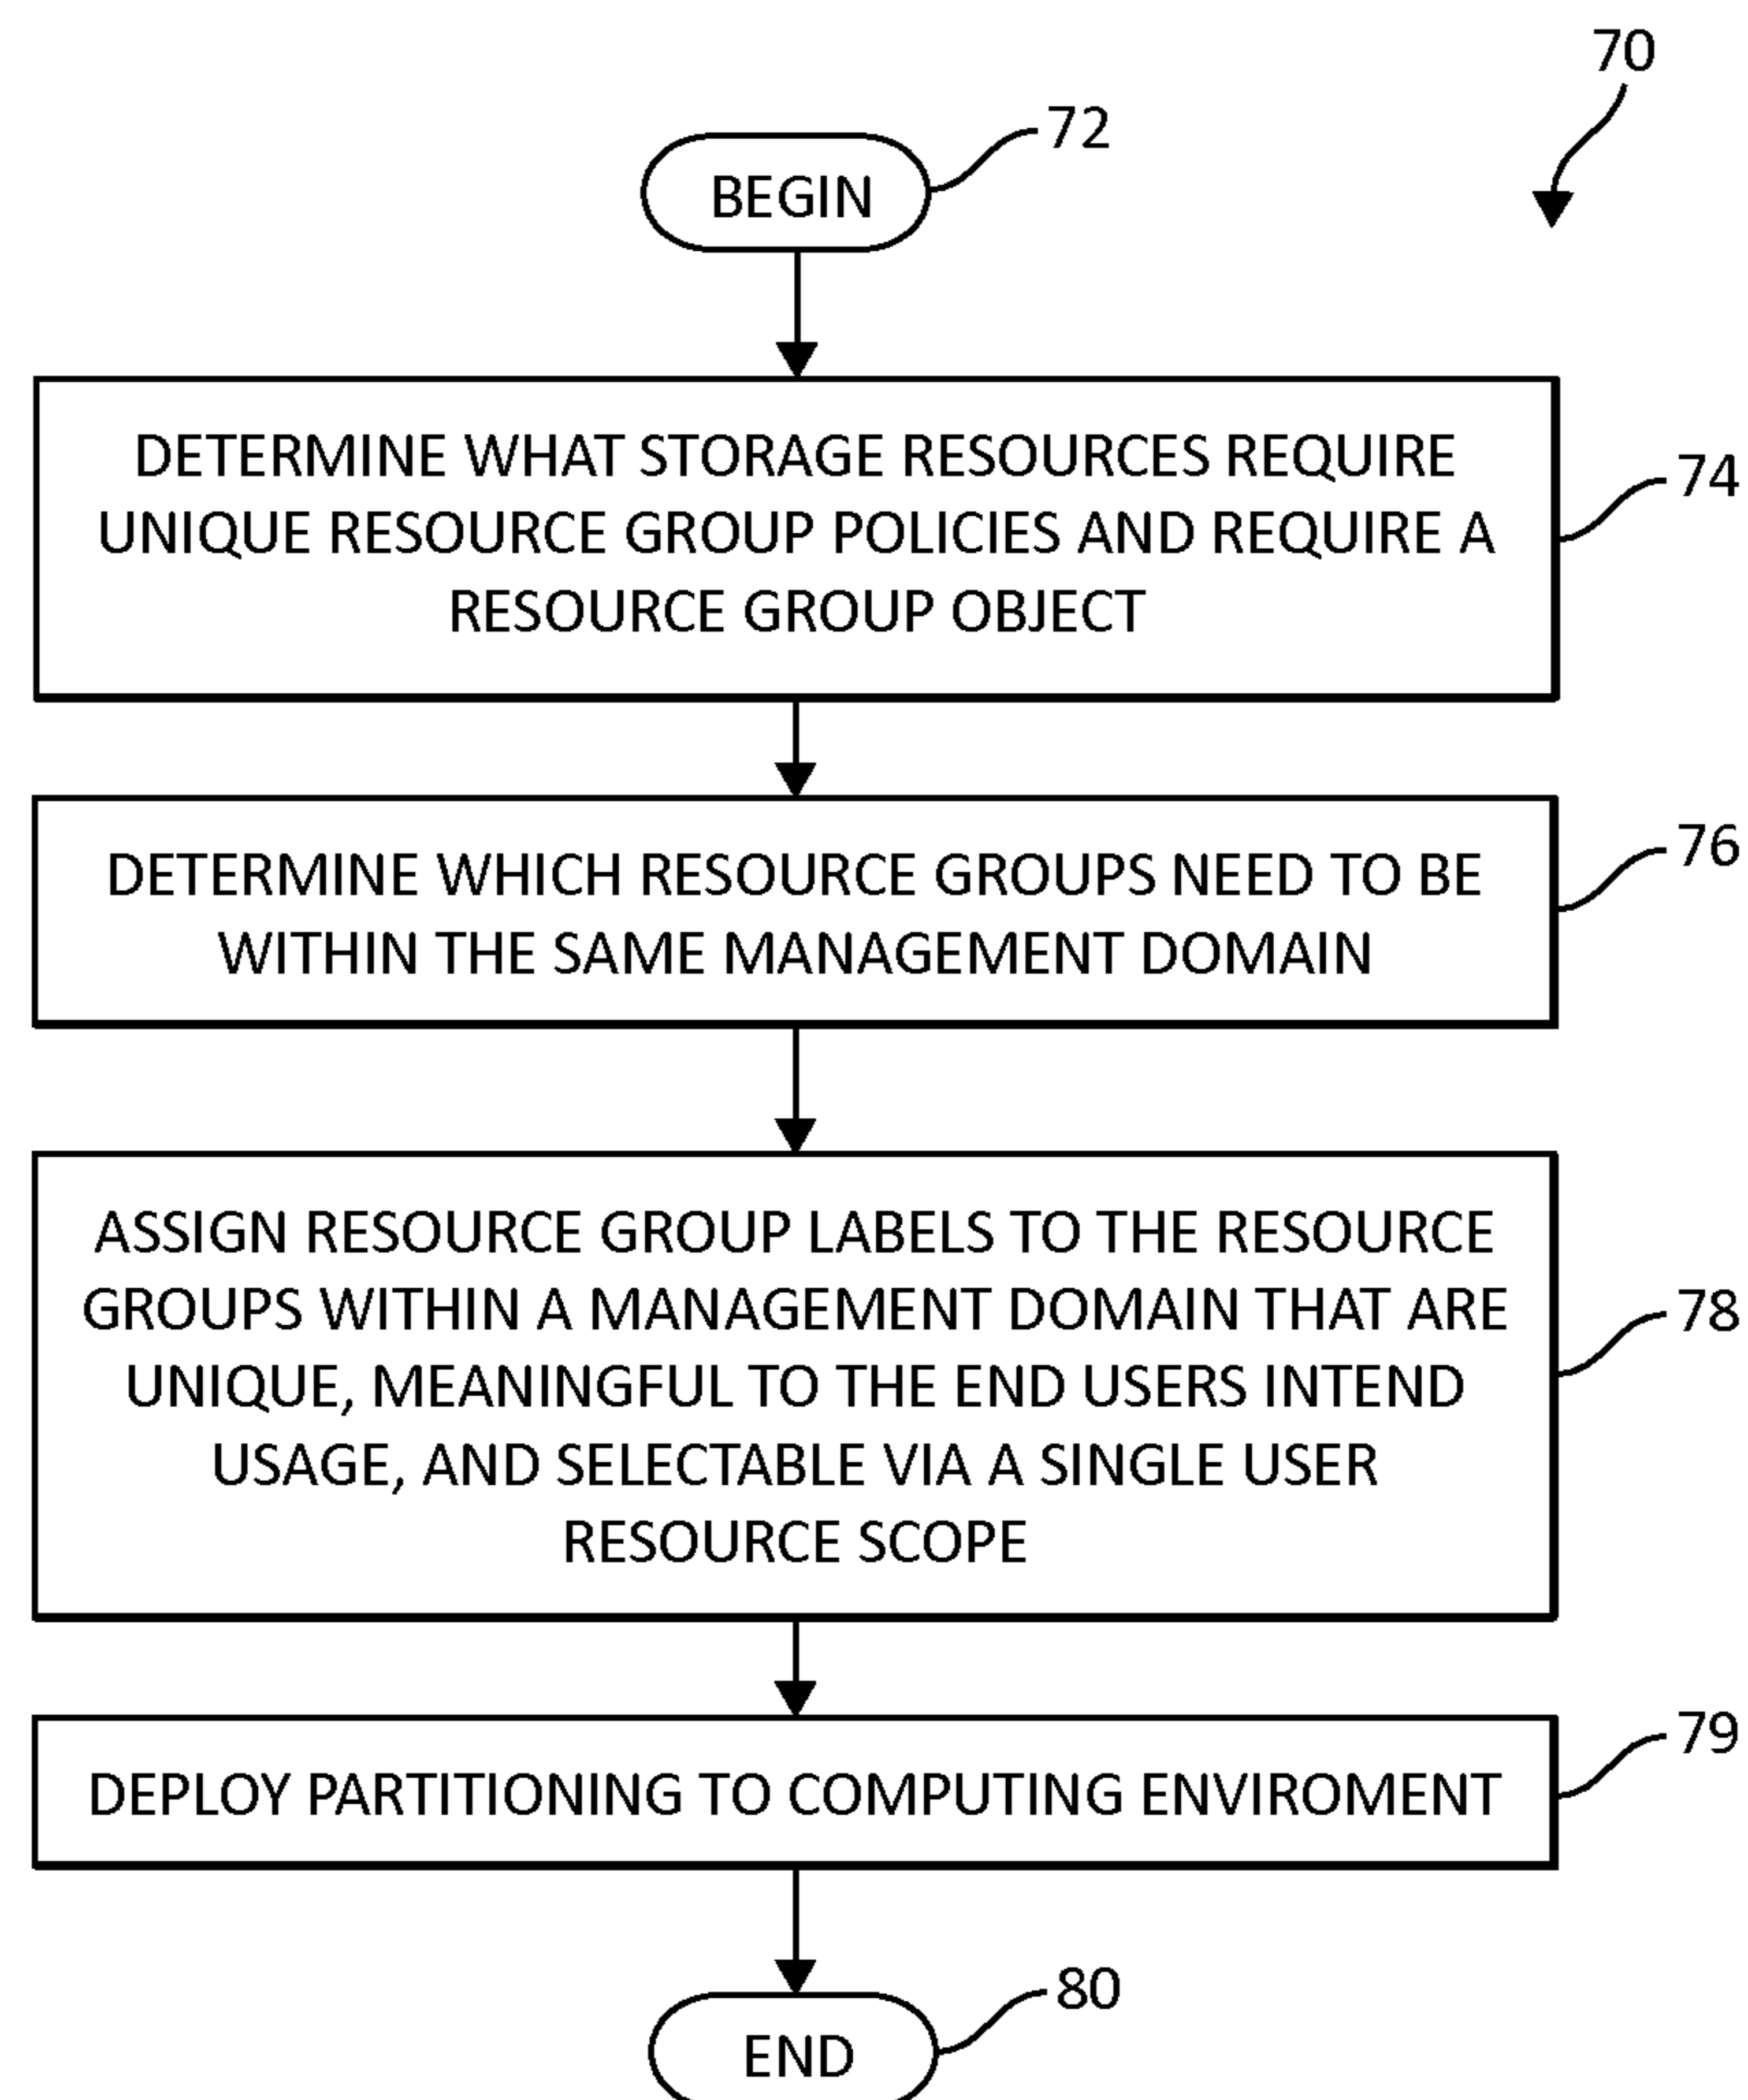 70
72
BEGIN
DETERMINE WHAT STORAGE RESOURCES REQUIRE
UNIQUE RESOURCE GROUP POLICIES AND REQUIRE A
RESOURCE GROUP OBJECT
74
DETERMINE WHICH RESOURCE GROUPS NEED TO BE
WITHIN THE SAME MANAGEMENT DOMAIN
76
ASSIGN RESOURCE GROUP LABELS TO THE RESOURCE
GROUPS WITHIN A MANAGEMENT DOMAIN THAT ARE
UNIQUE, MEANINGFUL TO THE END USERS INTEND
USAGE, AND SELECTABLE VIA A SINGLE USER
RESOURCE SCOPE
78
DEPLOY PARTITIONING TO COMPUTING ENVIROMENT
79
80
END